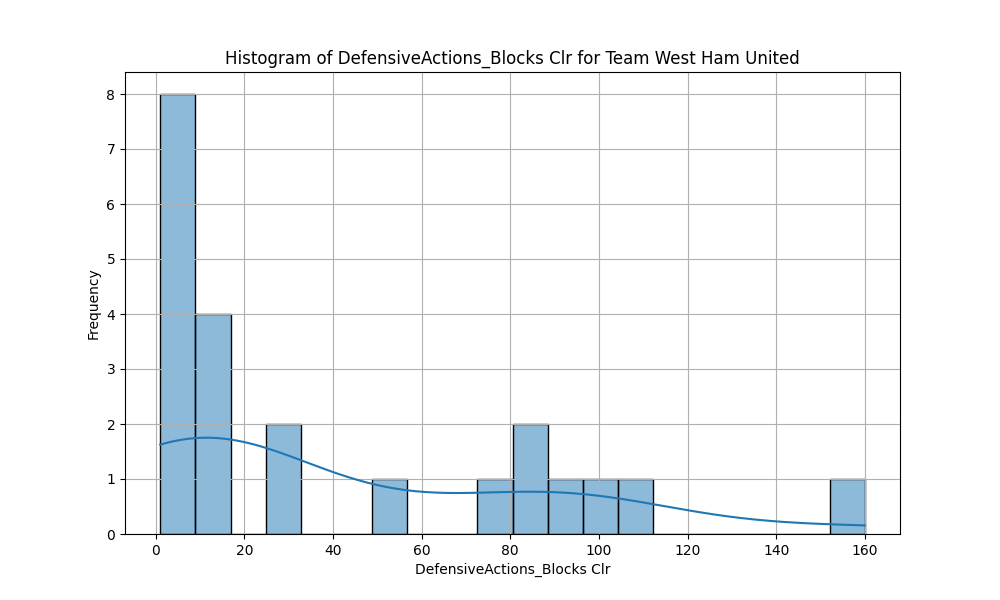 Histogram of DefensiveActions_Blocks Clr for Team West Ham United
8
7
6
5
4
3
2
1
0
Frequency
0 20 40 60 80 100 120 140 160
DefensiveActions_Blocks Clr